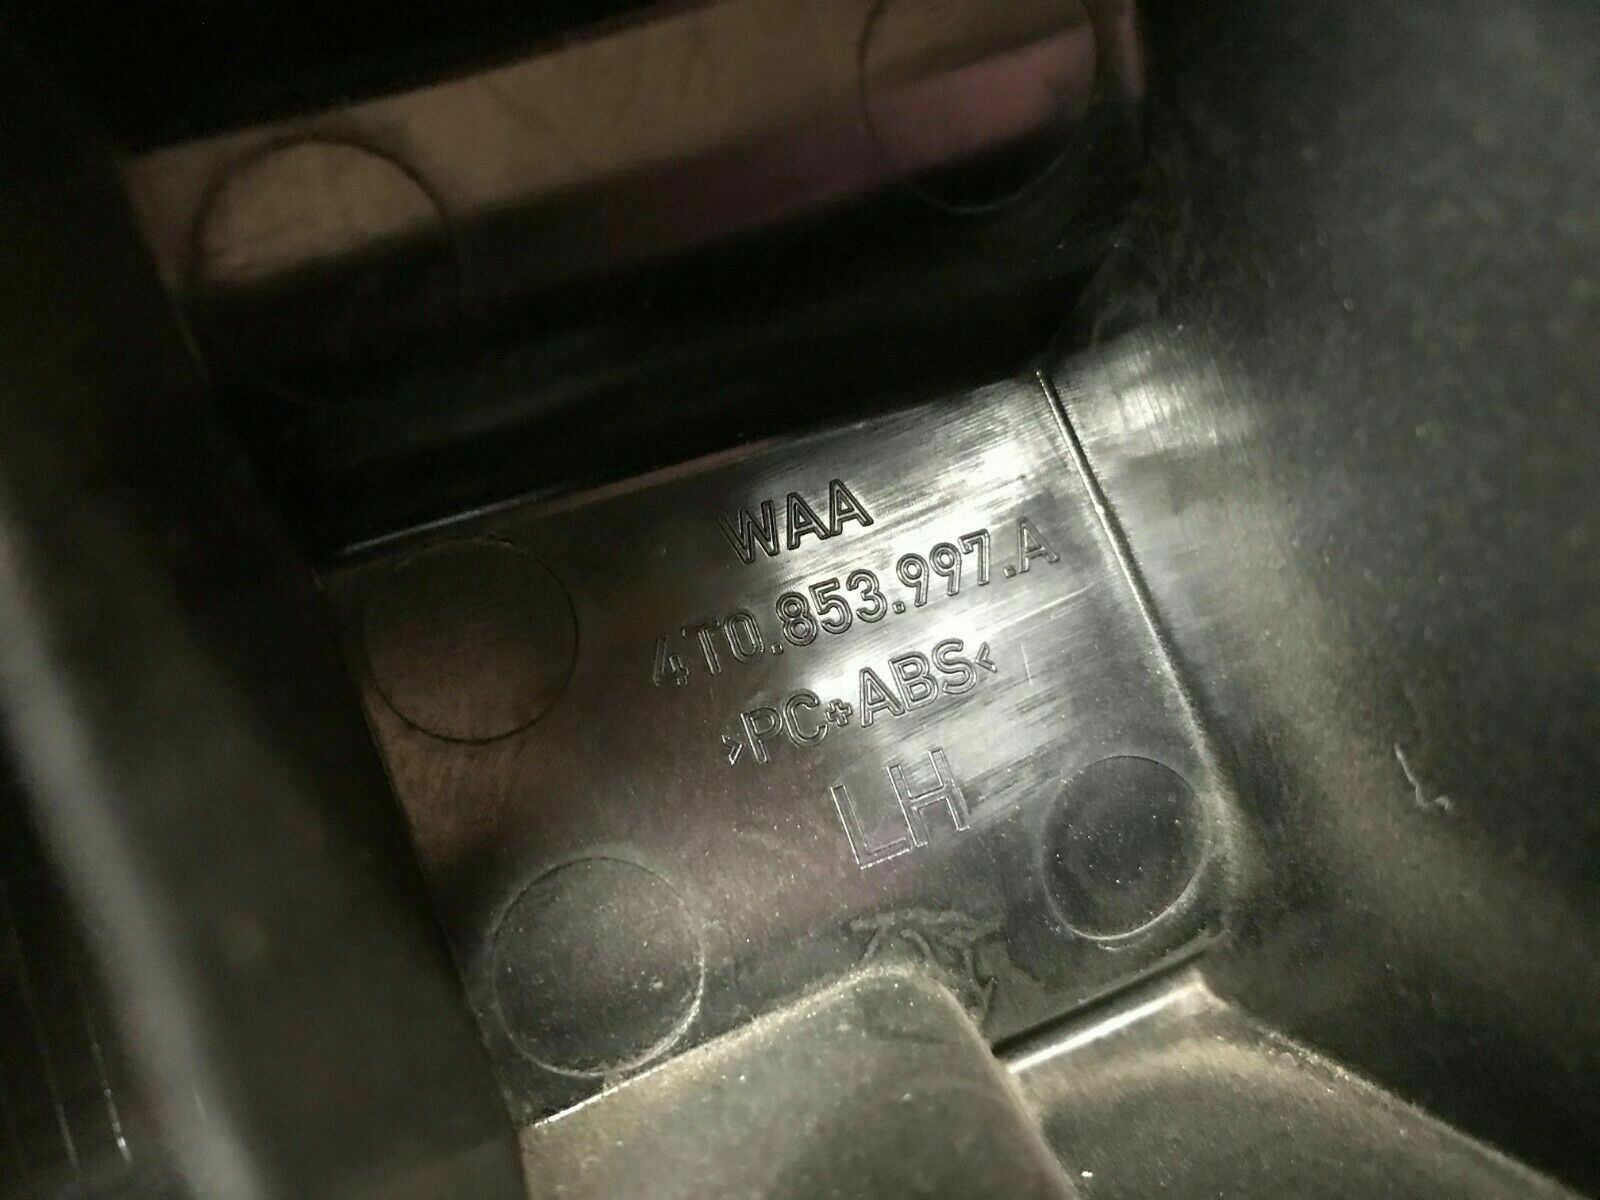 WAA
4T0.853.997.A
>PC+ABS<
LH